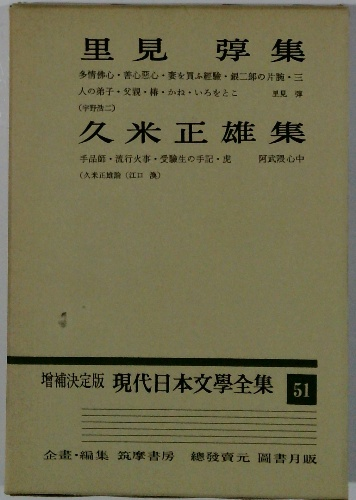 里見弴集
多情佛心・善心惡心・妻を買ふ經驗・銀二郎の片腕・三
人の弟子・父親・椿・かね・いろをとこ 里見 弴
(宇野浩二)
久米正雄集
手品師・流行火事・受驗生の手記・虎 阿武隈心中
(久米正雄論(江口 渙)
増補決定版 現代日本文學全集 51
企畫・編集 筑摩書房 總發賣元 圖書月販